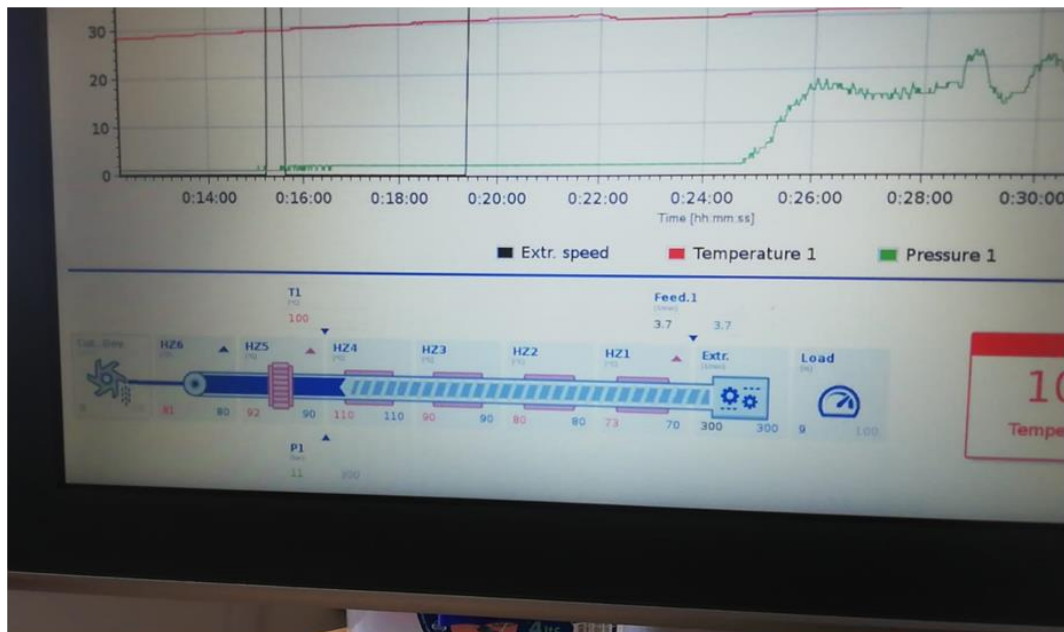 30
20
10
0
0:14:00 0:16:00 0:18:00 0:20:00 0:22:00 0:24:00 0:26:00 0:28:00 0:30:00
Time [hh:mm:ss]
Extr. speed Temperature 1 Pressure 1
T1
100
Feed.1
3.7 3.7
HZ6 HZ5 HZ4 HZ3 HZ2 HZ1 Extr. Load
81 80 92 90 110 110 90 90 80 80 73 70 300 300 9 100
P1
11 300
10
Tempe